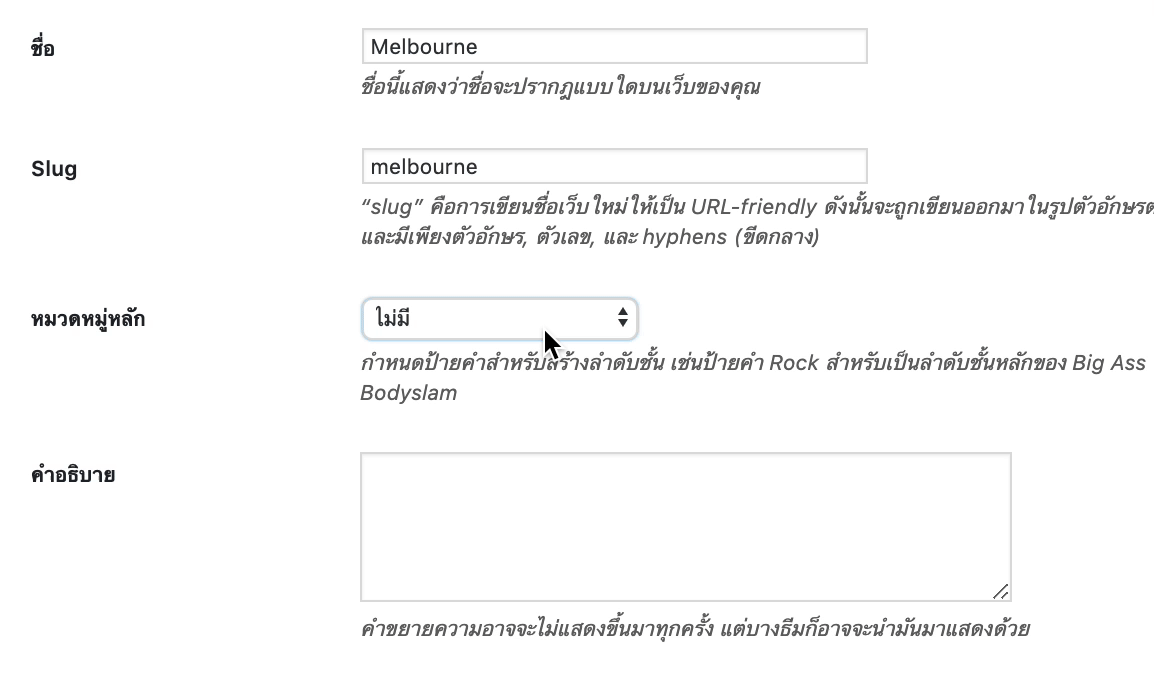 ชื่อ
Melbourne
ชื่อนี้แสดงว่าชื่อจะปรากฎแบบใดบนเว็บของคุณ
Slug
melbourne
“slug” คือการเขียนชื่อเว็บใหม่ให้เป็น URL-friendly ดังนั้นจะถูกเขียนออกมาในรูปตัวอักษร
และมีเพียงตัวอักษร, ตัวเลข, และ hyphens (ขีดกลาง)
หมวดหมู่หลัก
ไม่มี
กำหนดป้ายคำสำหรับสร้างลำดับชั้น เช่นป้ายคำ Rock สำหรับเป็นลำดับชั้นหลักของ Big Ass
Bodyslam
คำอธิบาย
คำขยายความอาจจะไม่แสดงขึ้นมาทุกครั้ง แต่บางธีมก็อาจจะนำมันมาแสดงด้วย